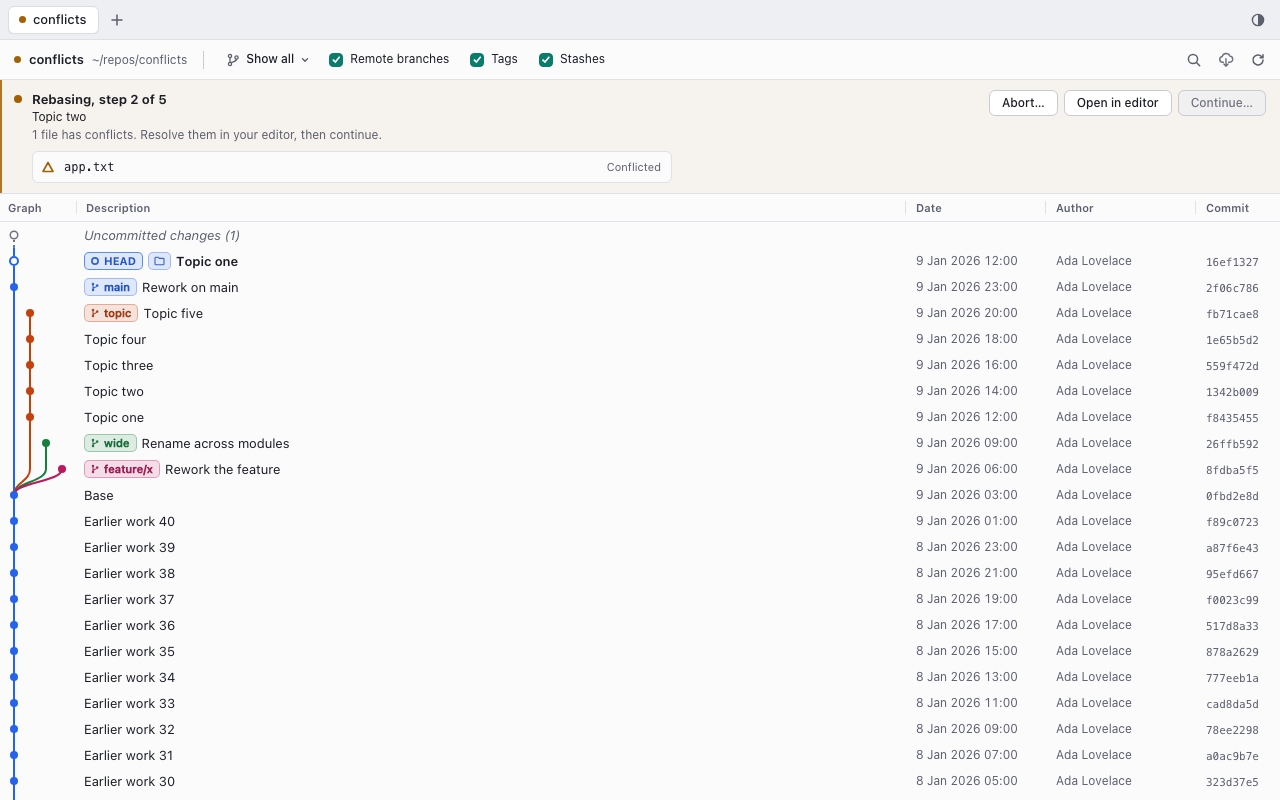 conflicts
conflicts ~/repos/conflicts Show all Remote branches Tags Stashes
Rebasing, step 2 of 5
Abort... Open in editor Continue...
Topic two
1 file has conflicts. Resolve them in your editor, then continue.
app.txt Conflicted
Graph Description Date Author Commit
Uncommitted changes (1)
HEAD Topic one 9 Jan 2026 12:00 Ada Lovelace 16ef1327
main Rework on main 9 Jan 2026 23:00 Ada Lovelace 2f06c786
topic Topic five 9 Jan 2026 20:00 Ada Lovelace fb71cae8
Topic four 9 Jan 2026 18:00 Ada Lovelace 1e65b5d2
Topic three 9 Jan 2026 16:00 Ada Lovelace 559f472d
Topic two 9 Jan 2026 14:00 Ada Lovelace 1342b009
Topic one 9 Jan 2026 12:00 Ada Lovelace f8435455
wide Rename across modules 9 Jan 2026 09:00 Ada Lovelace 26ffb592
feature/x Rework the feature 9 Jan 2026 06:00 Ada Lovelace 8fdba5f5
Base 9 Jan 2026 03:00 Ada Lovelace 0fbd2e8d
Earlier work 40 9 Jan 2026 01:00 Ada Lovelace f89c0723
Earlier work 39 8 Jan 2026 23:00 Ada Lovelace a87f6e43
Earlier work 38 8 Jan 2026 21:00 Ada Lovelace 95efd667
Earlier work 37 8 Jan 2026 19:00 Ada Lovelace f0023c99
Earlier work 36 8 Jan 2026 17:00 Ada Lovelace 517d8a33
Earlier work 35 8 Jan 2026 15:00 Ada Lovelace 878a2629
Earlier work 34 8 Jan 2026 13:00 Ada Lovelace 777eeb1a
Earlier work 33 8 Jan 2026 11:00 Ada Lovelace cad8da5d
Earlier work 32 8 Jan 2026 09:00 Ada Lovelace 78ee2298
Earlier work 31 8 Jan 2026 07:00 Ada Lovelace a0ac9b7e
Earlier work 30 8 Jan 2026 05:00 Ada Lovelace 323d37e5